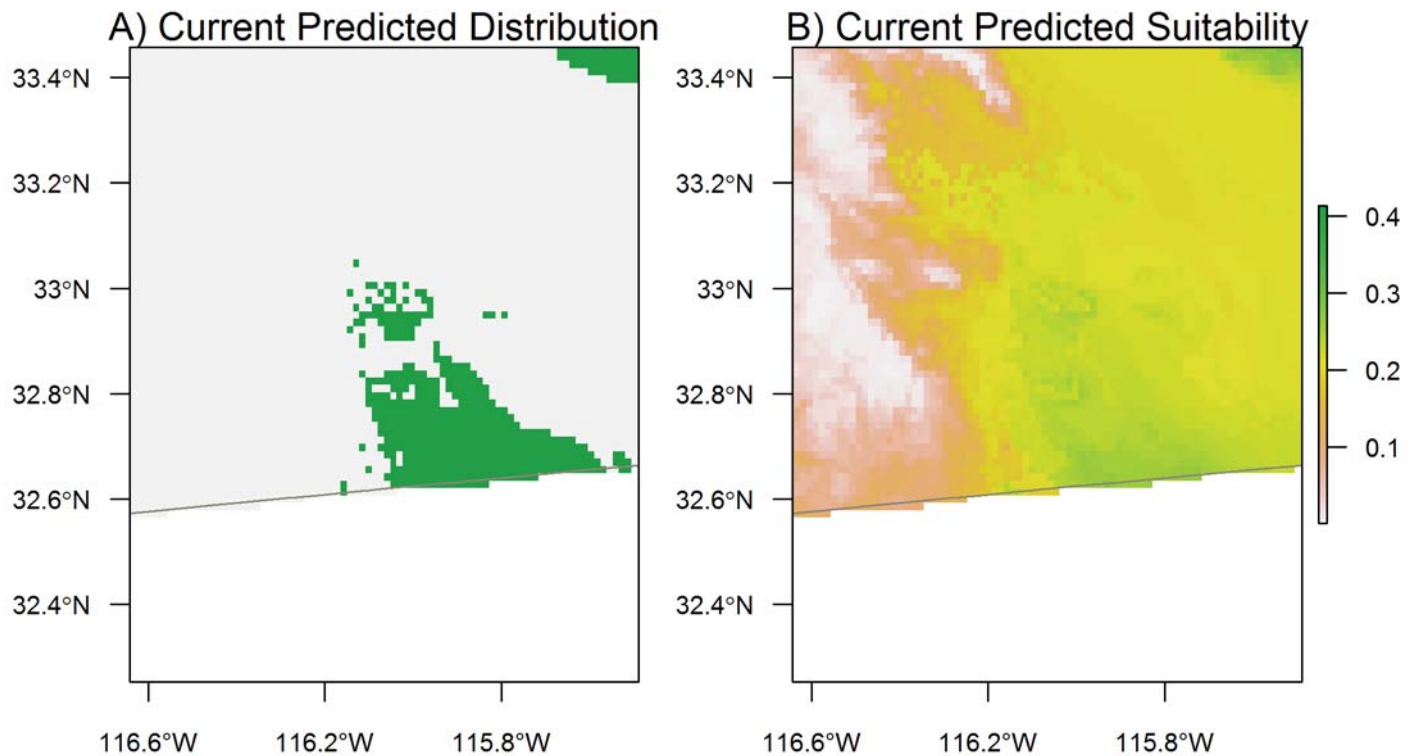 A) Current Predicted Distribution
33.4°N
33.2°N
33°N
32.8°N
32.6°N
32.4°N
116.6°W 116.2°W 115.8°W
B) Current Predicted Suitability
33.4°N
33.2°N
33°N
32.8°N
32.6°N
32.4°N
116.6°W 116.2°W 115.8°W
0.4
0.3
0.2
0.1